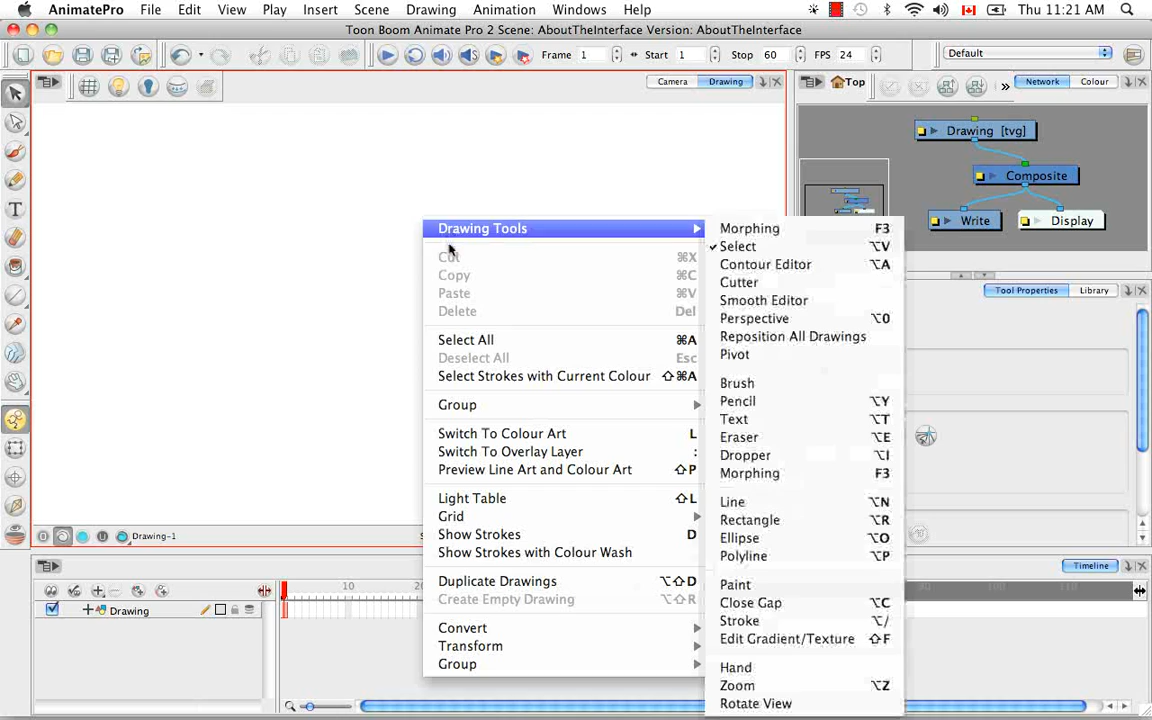 AnimatePro File Edit View Play Insert Scene Drawing Animation Windows Help Thu 11:21 AM
Toon Boom Animate Pro 2 Scene: AboutTheInterface Version: AboutTheInterface
Frame 1 Start 1 Stop 60 FPS 24 Default
Camera Drawing Top » Network Colour
Drawing [tvg]
Composite
Write Display
Tool Properties Library
Drawing Tools
Cut ⌘X
Copy ⌘C
Paste ⌘V
Delete Del
Select All ⌘A
Deselect All Esc
Select Strokes with Current Colour ⇧⌘A
Group
Switch To Colour Art L
Switch To Overlay Layer :
Preview Line Art and Colour Art ⇧P
Light Table ⇧L
Grid
Show Strokes D
Show Strokes with Colour Wash
Duplicate Drawings ⌥⇧D
Create Empty Drawing ⌥⇧R
Convert
Transform
Group
Morphing F3
✓ Select ⌥V
Contour Editor ⌥A
Cutter
Smooth Editor
Perspective ⌥0
Reposition All Drawings
Pivot
Brush
Pencil ⌥Y
Text ⌥T
Eraser ⌥E
Dropper ⌥I
Morphing F3
Line ⌥N
Rectangle ⌥R
Ellipse ⌥O
Polyline ⌥P
Paint
Close Gap ⌥C
Stroke ⌥/
Edit Gradient/Texture ⇧F
Hand
Zoom ⌥Z
Rotate View
Drawing-1
Timeline
10
Drawing